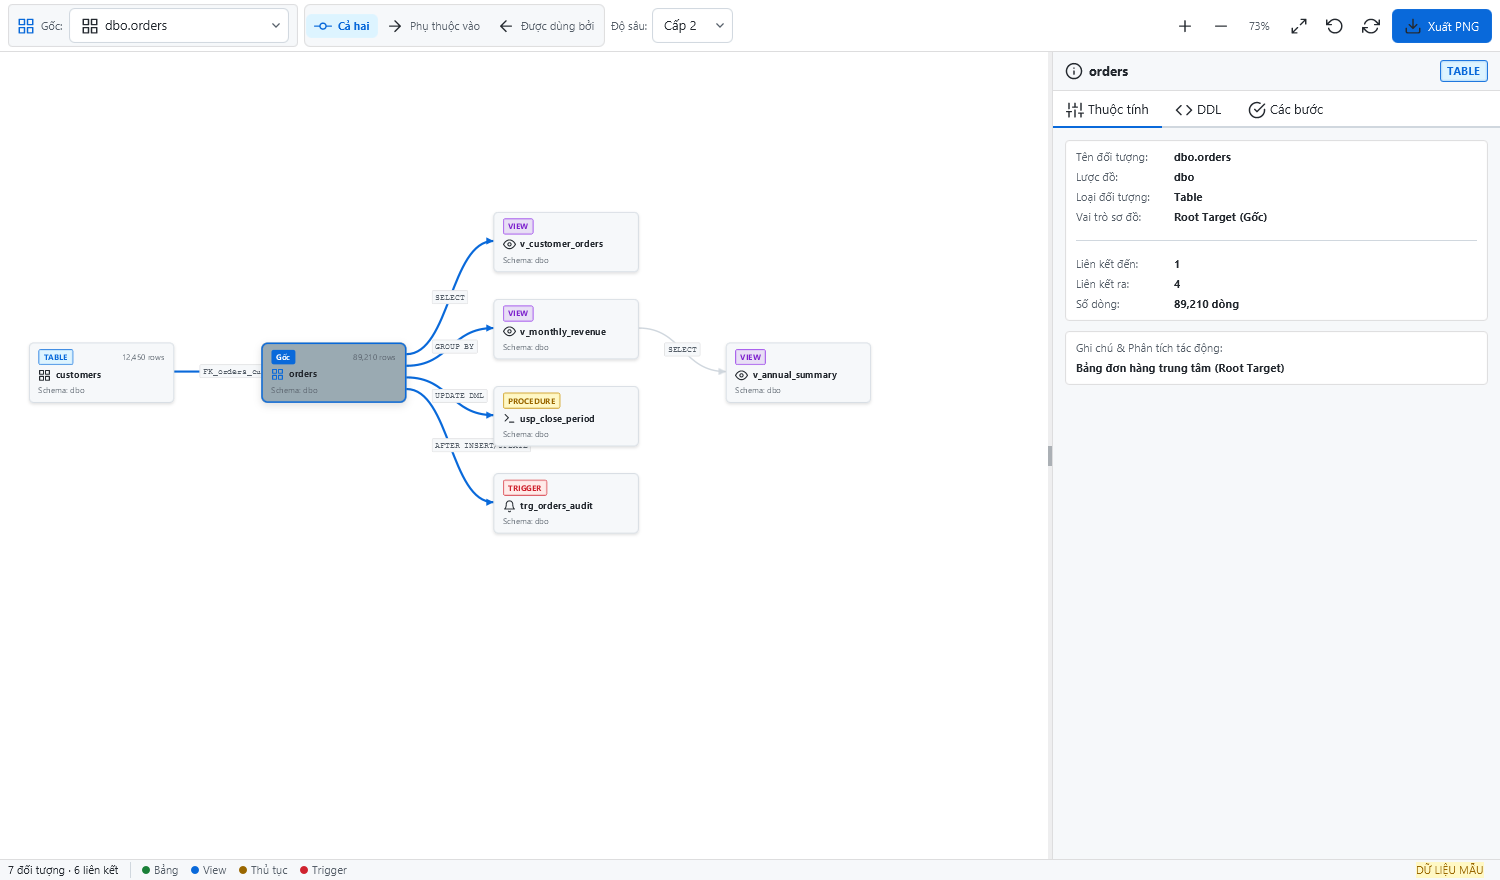 Gốc:
dbo.orders
Cả hai
Phụ thuộc vào
Được dùng bởi
Độ sâu:
Cấp 2
73%
Xuất PNG
orders
TABLE
Thuộc tính
DDL
Các bước
Tên đối tượng:
dbo.orders
Lược đồ:
dbo
Loại đối tượng:
Table
Vai trò sơ đồ:
Root Target (Gốc)
Liên kết đến:
1
Liên kết ra:
4
Số dòng:
89,210 dòng
Ghi chú & Phân tích tác động:
Bảng đơn hàng trung tâm (Root Target)
TABLE
12,450 rows
customers
Schema: dbo
FK_orders_cu
Gốc
89,210 rows
orders
Schema: dbo
SELECT
GROUP BY
UPDATE DML
AFTER INSERT/
VIEW
v_customer_orders
Schema: dbo
VIEW
v_monthly_revenue
Schema: dbo
PROCEDURE
usp_close_period
Schema: dbo
TRIGGER
trg_orders_audit
Schema: dbo
SELECT
VIEW
v_annual_summary
Schema: dbo
7 đối tượng · 6 liên kết
Bảng
View
Thủ tục
Trigger
DỮ LIỆU MẪU